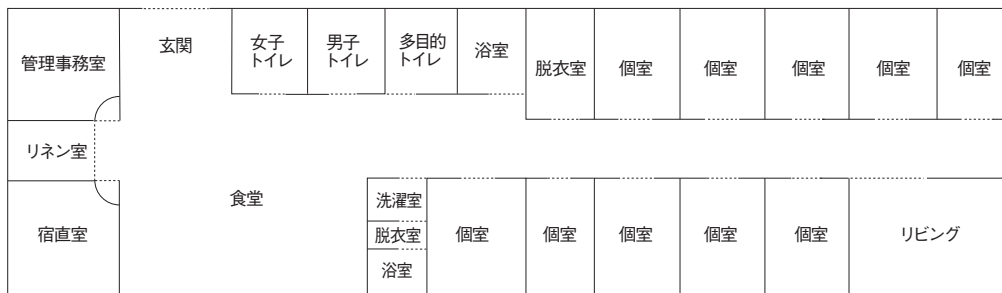 管理事務室
玄関
女子
トイレ
男子
トイレ
多目的
トイレ
浴室
脱衣室
個室
個室
個室
個室
個室
リネン室
宿直室
食堂
洗濯室
脱衣室
浴室
個室
個室
個室
個室
個室
リビング